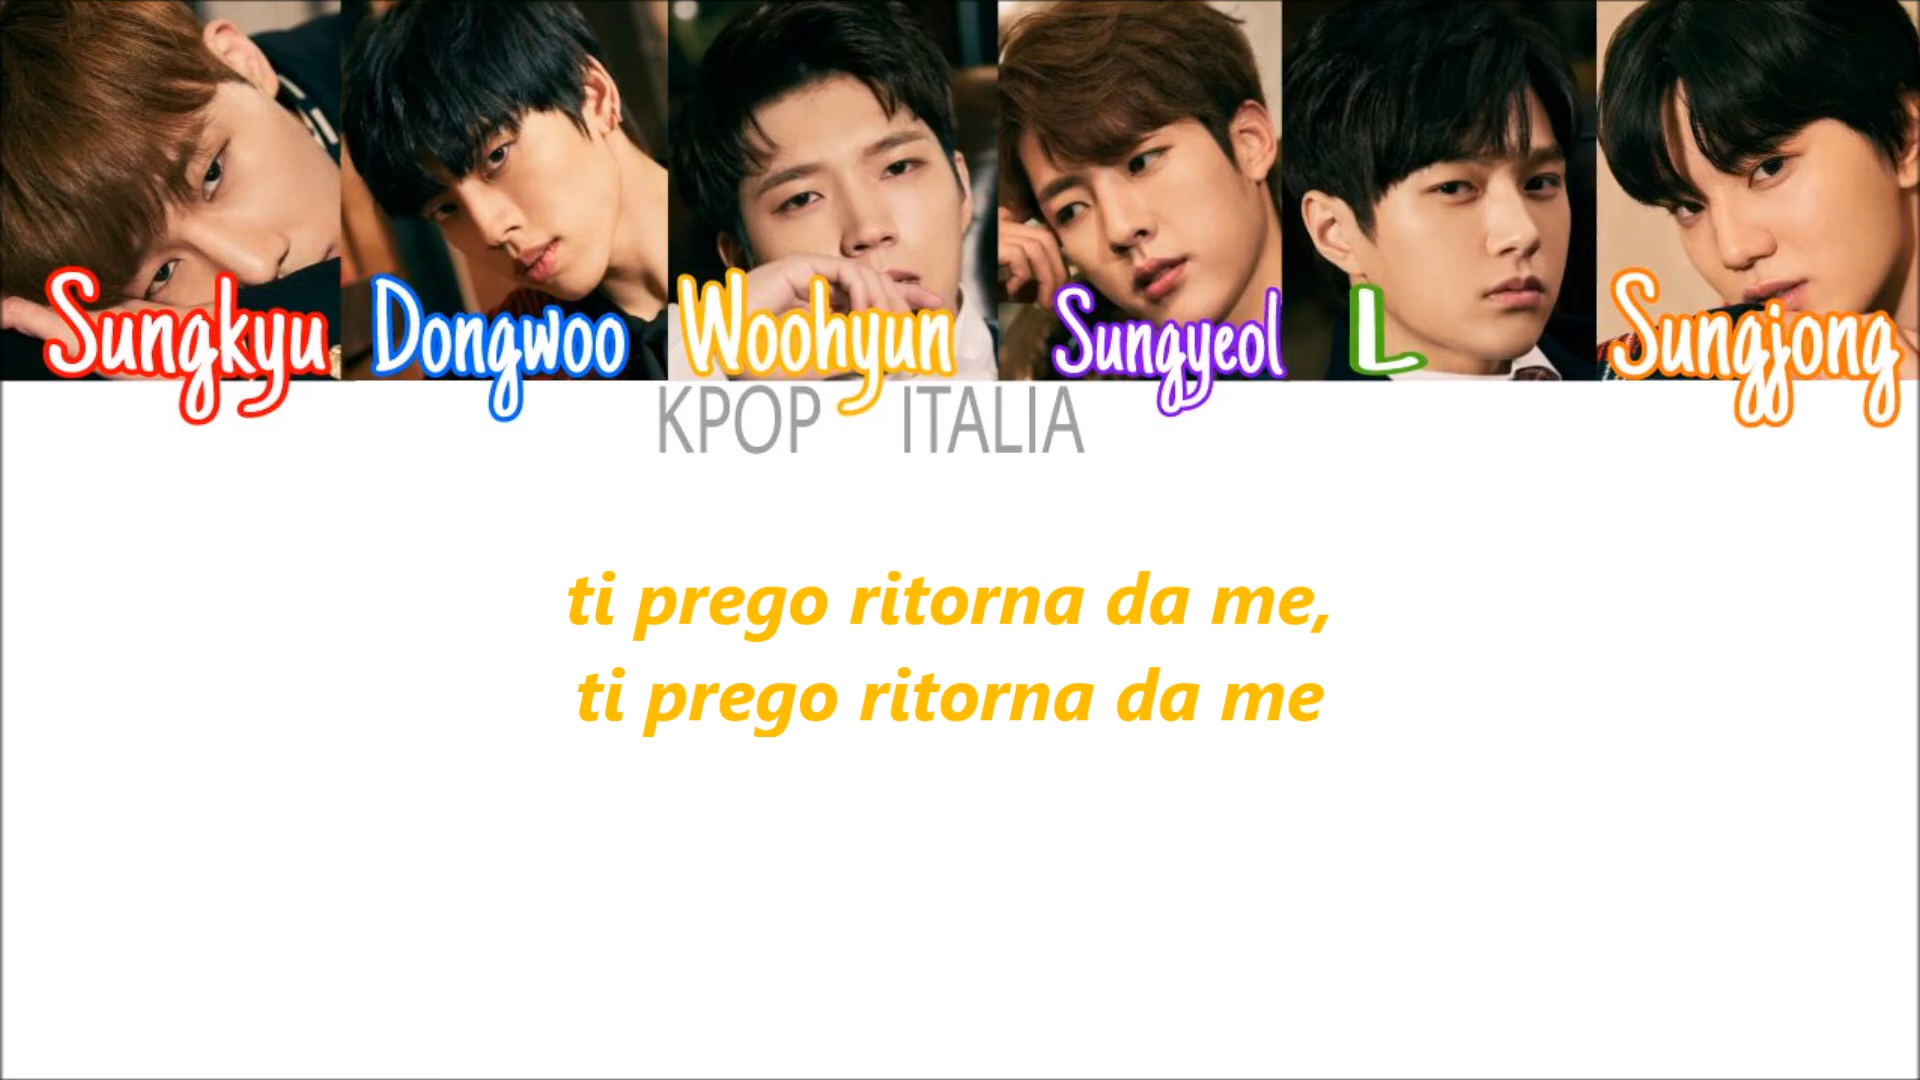 Sungkyu Dongwoo Woohyun Sungyeol L Sungjong
KPOP ITALIA
ti prego ritorna da me,
ti prego ritorna da me